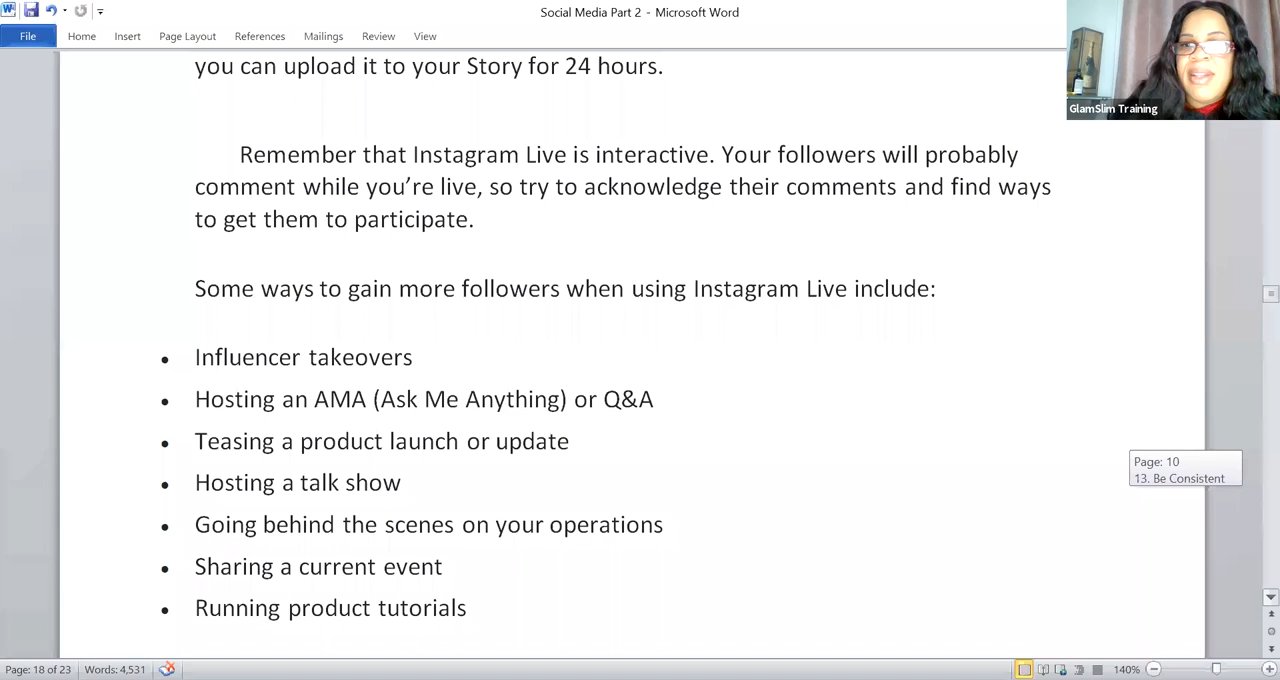 Social Media Part 2 - Microsoft Word
File Home Insert Page Layout References Mailings Review View
GlamSlim Training
you can upload it to your Story for 24 hours.
Remember that Instagram Live is interactive. Your followers will probably
comment while you’re live, so try to acknowledge their comments and find ways
to get them to participate.
Some ways to gain more followers when using Instagram Live include:
• Influencer takeovers
• Hosting an AMA (Ask Me Anything) or Q&A
• Teasing a product launch or update
• Hosting a talk show
• Going behind the scenes on your operations
• Sharing a current event
• Running product tutorials
Page: 10
13. Be Consistent
Page: 18 of 23 Words: 4,531 140%